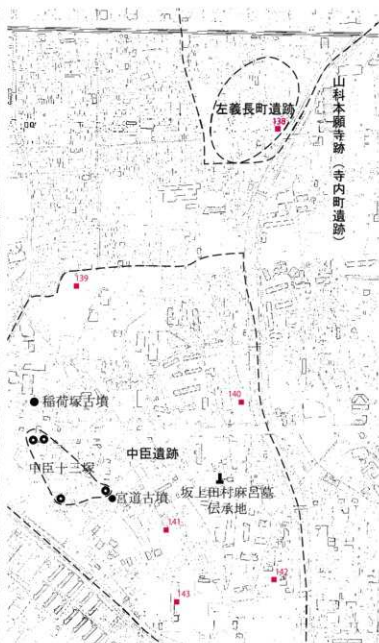 左義長町遺跡
138
山科本願寺跡（寺内町遺跡）
139
140
稲荷塚古墳
中臣遺跡
中臣十三塚
坂上田村麻呂墓
伝承地
宮道古墳
141
142
143